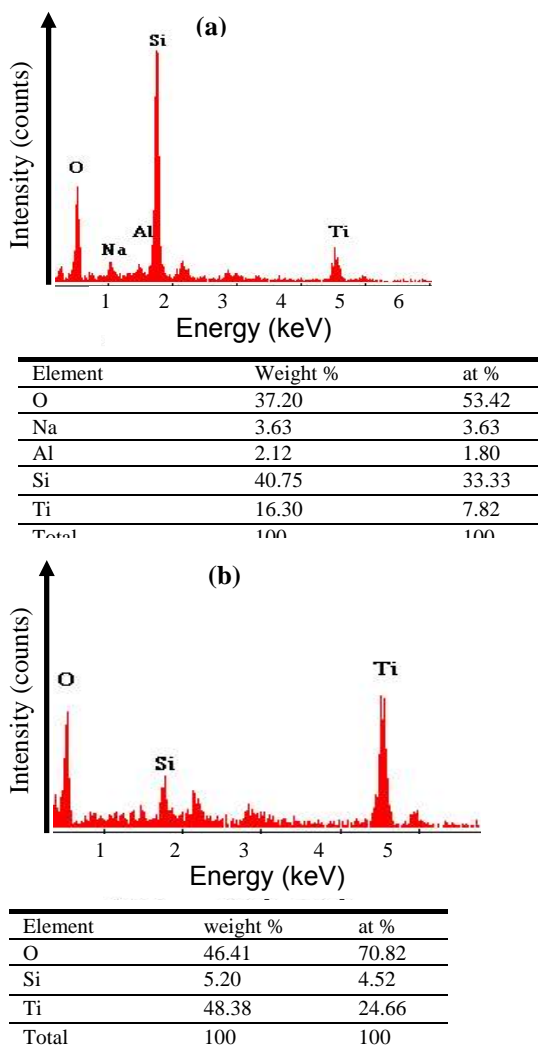 (a)
Si
O
Na
Al
Ti
Intensity (counts)
1 2 3 4 5 6
Energy (keV)
Element Weight % at %
O 37.20 53.42
Na 3.63 3.63
Al 2.12 1.80
Si 40.75 33.33
Ti 16.30 7.82
Total 100 100
(b)
O
Si
Ti
Intensity (counts)
1 2 3 4 5
Energy (keV)
Element weight % at %
O 46.41 70.82
Si 5.20 4.52
Ti 48.38 24.66
Total 100 100